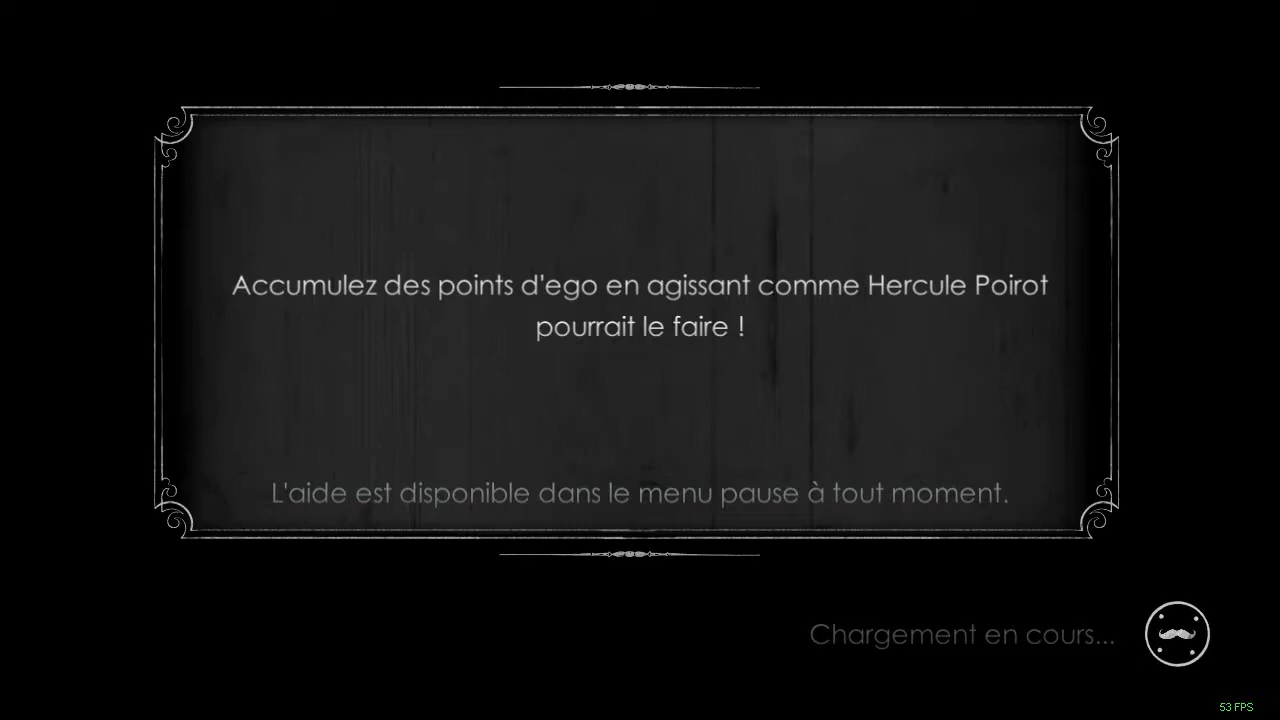 Accumulez des points d'ego en agissant comme Hercule Poirot
pourrait le faire !
L'aide est disponible dans le menu pause à tout moment.
Chargement en cours...
53 FPS